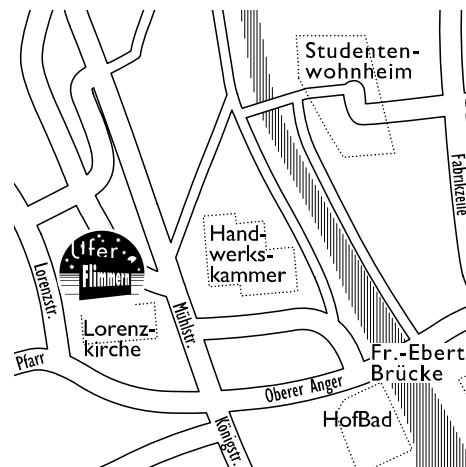 Studenten-
wohnheim
Fabrikzeile
Ufer
Flimmern
Hand-
werks-
kammer
Lorenzstr.
Mühlstr.
Lorenz-
kirche
Pfarr
Fr.-Ebert
Brücke
Oberer Anger
HofBad
Königstr.